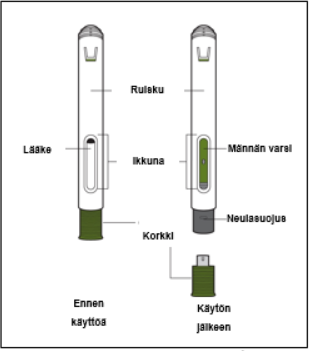 Ruisku
Lääke
Ikkuna
Männän varsi
Neulasuojus
Korkki
Ennen
käyttöä
Käytön
jälkeen